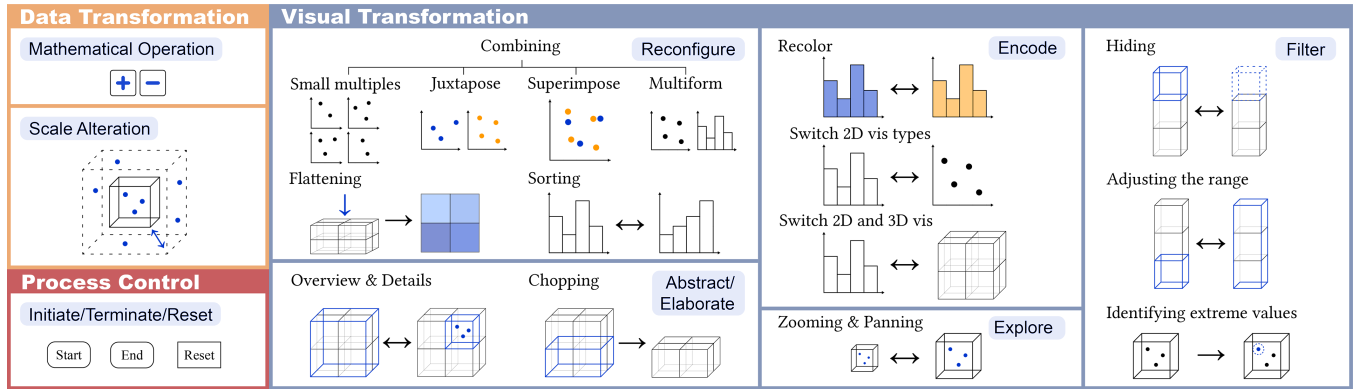 Data Transformation
Mathematical Operation
Scale Alteration
Process Control
Initiate/Terminate/Reset
Start
End
Reset
Visual Transformation
Combining
Reconfigure
Small multiples
Juxtapose
Superimpose
Multiform
Flattening
Sorting
Overview & Details
Chopping
Abstract/
Elaborate
Recolor
Encode
Switch 2D vis types
Switch 2D and 3D vis
Zooming & Panning
Explore
Hiding
Filter
Adjusting the range
Identifying extreme values